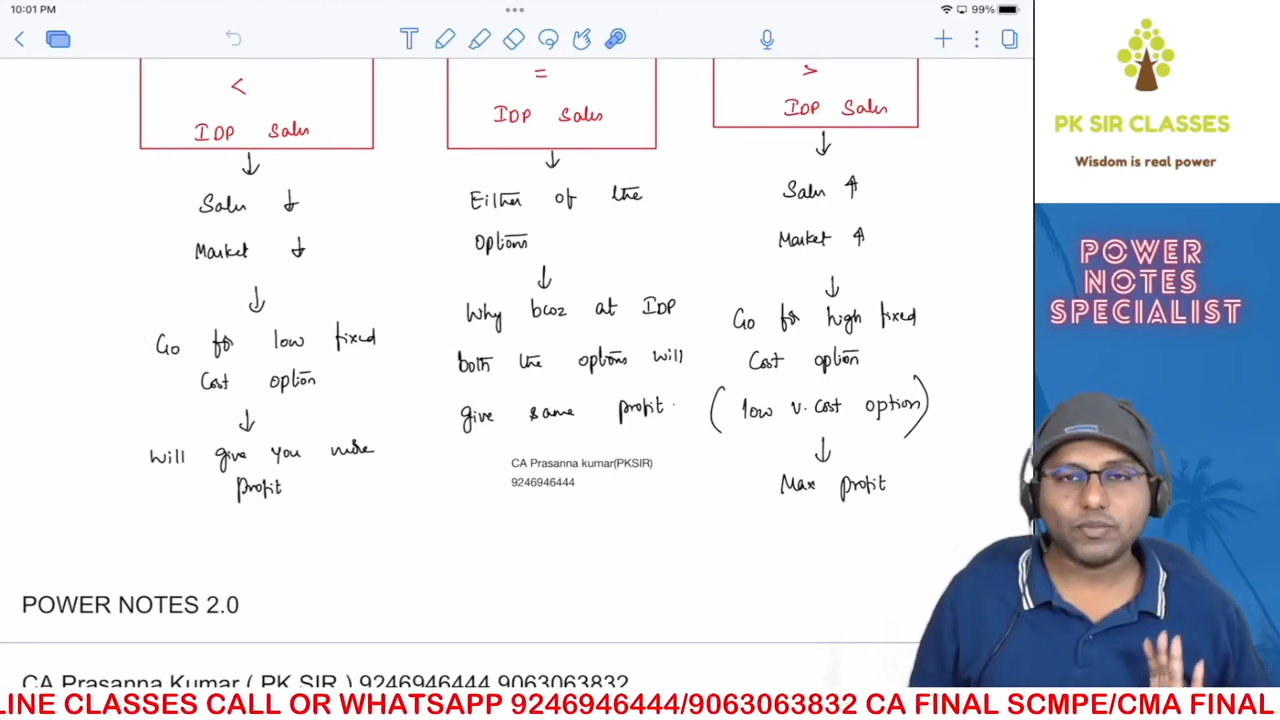 10:01 PM
99%
T
<
IDP Sales
Sales ↓
Market ↓
Go for low fixed
Cost option
Will give you more
profit
=
IDP Sales
Either of the
Options
Why bcoz at IDP
both the options will
give same profit.
CA Prasanna kumar(PKSIR)
9246946444
>
IDP Sales
Sales ↑
Market ↑
Go for high fixed
Cost option
(low v. cost option)
Max profit
POWER NOTES 2.0
CA Prasanna Kumar ( PK SIR ) 9246946444,9063063832
PK SIR CLASSES
Wisdom is real power
POWER
NOTES
SPECIALIST
LINE CLASSES CALL OR WHATSAPP 9246946444/9063063832 CA FINAL SCMPE/CMA FINAL